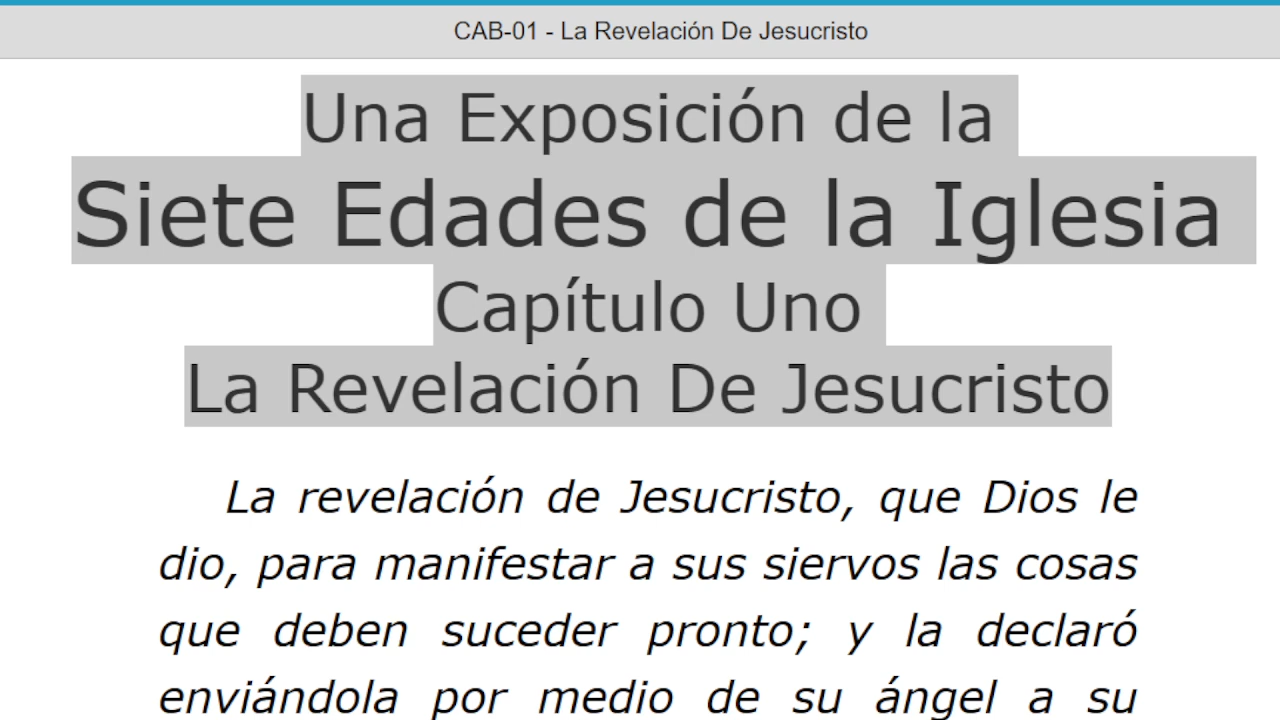 CAB-01 - La Revelación De Jesucristo
Una Exposición de la
Siete Edades de la Iglesia
Capítulo Uno
La Revelación De Jesucristo
La revelación de Jesucristo, que Dios le
dio, para manifestar a sus siervos las cosas
que deben suceder pronto; y la declaró
enviándola por medio de su ángel a su